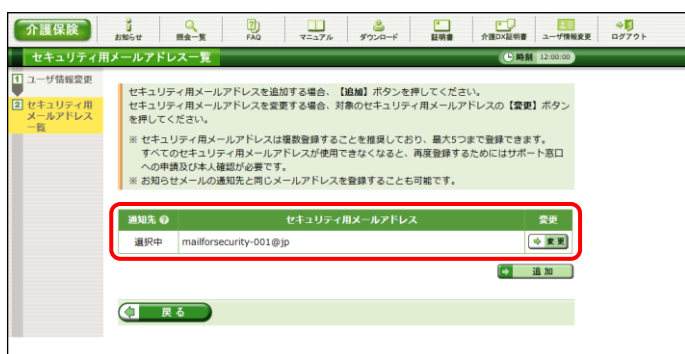 介護保険
お知らせ
照会一覧
FAQ
マニュアル
ダウンロード
証明書
介護DX証明書
ユーザ情報変更
ログアウト
セキュリティ用メールアドレス一覧
時刻 12:00:00
1 ユーザ情報変更
2 セキュリティ用
メールアドレス
一覧
セキュリティ用メールアドレスを追加する場合、【追加】ボタンを押してください。
セキュリティ用メールアドレスを変更する場合、対象のセキュリティ用メールアドレスの【変更】ボタン
を押してください。
※ セキュリティ用メールアドレスは複数登録することを推奨しており、最大5つまで登録できます。
すべてのセキュリティ用メールアドレスが使用できなくなると、再度登録するためにはサポート窓口
への申請及び本人確認が必要です。
※ お知らせメールの通知先と同じメールアドレスを登録することも可能です。
通知先 ? セキュリティ用メールアドレス 変更
選択中 mailforsecurity-001@jp 変更
追加
戻る